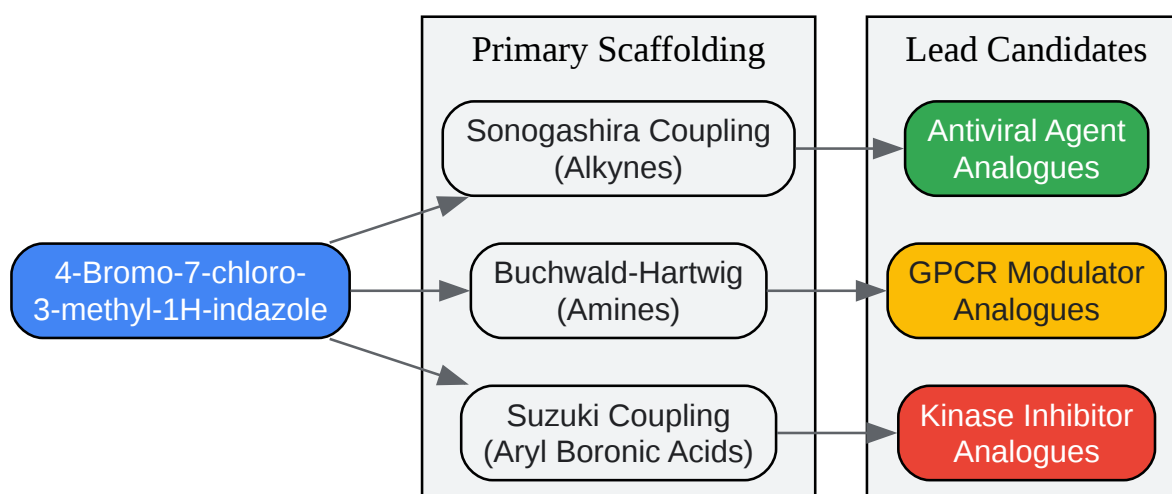 Primary Scaffolding
Lead Candidates
Sonogashira Coupling
(Alkynes)
Antiviral Agent
Analogues
4-Bromo-7-chloro-
3-methyl-1H-indazole
Buchwald-Hartwig
(Amines)
GPCR Modulator
Analogues
Suzuki Coupling
(Aryl Boronic Acids)
Kinase Inhibitor
Analogues